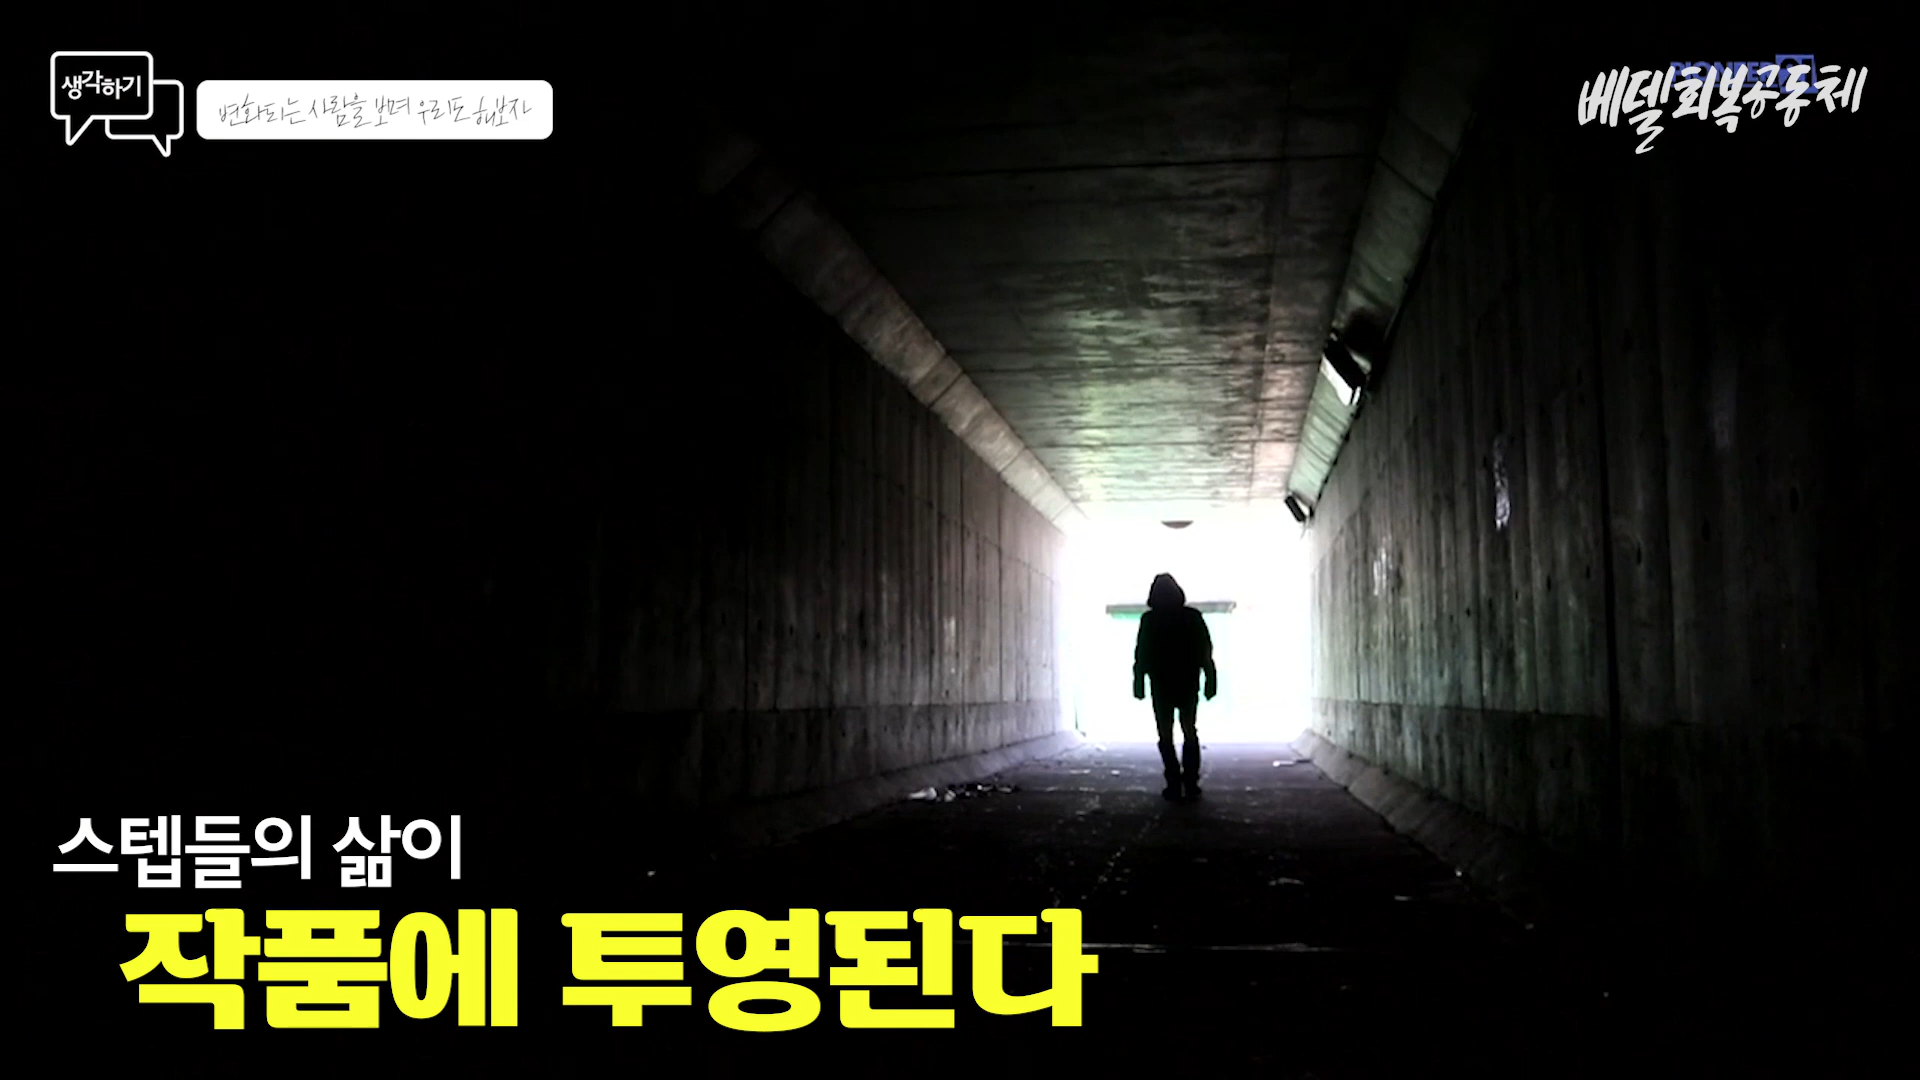 생각하기
변화되는 사람을 보며 우리도 해보자
베델회복공동체
PIONEER 21
스텝들의 삶이
작품에 투영된다